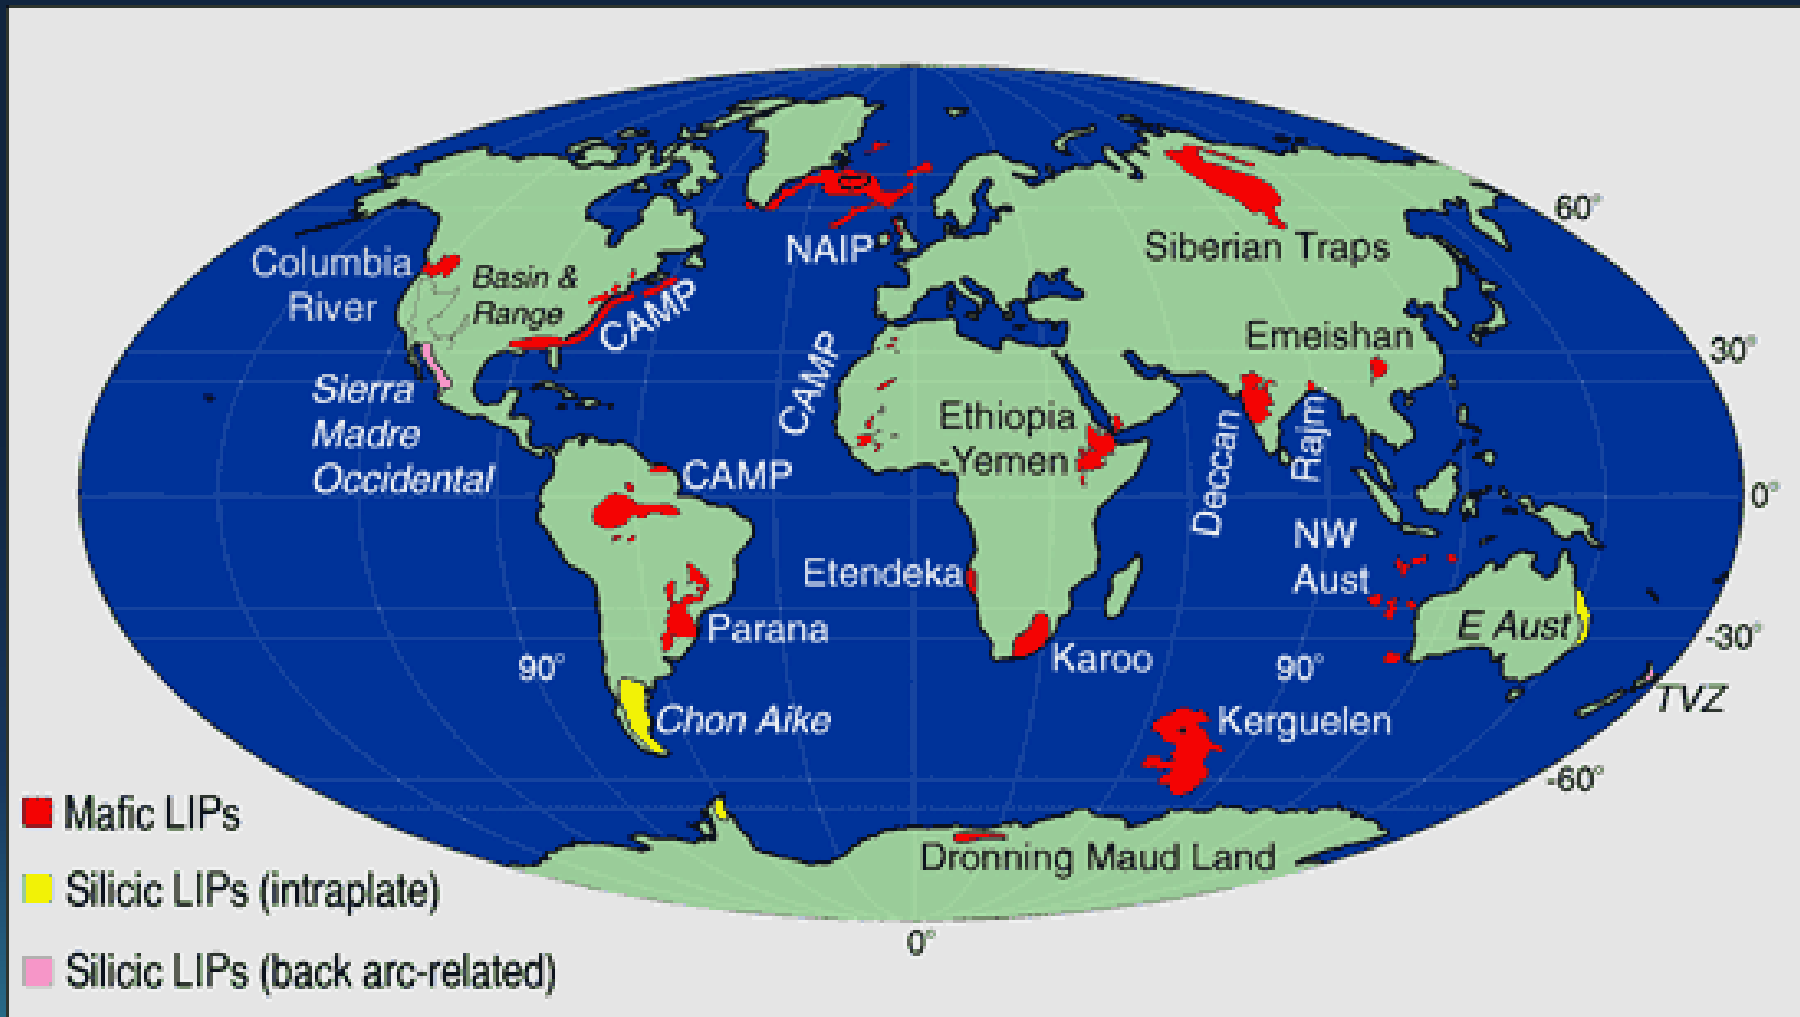 60°
NAIP
Siberian Traps
Columbia
River
Basin &
Range
CAMP
30°
Emeishan
CAMP
Sierra
Madre
Occidental
Ethiopia
-Yemen
Deccan
Rajm
CAMP
0°
NW
Aust
Etendeka
Parana
E Aust
-30°
Karoo
90°
90°
TVZ
Chon Aike
Kerguelen
-60°
Mafic LIPs
Dronning Maud Land
Silicic LIPs (intraplate)
0°
Silicic LIPs (back arc-related)